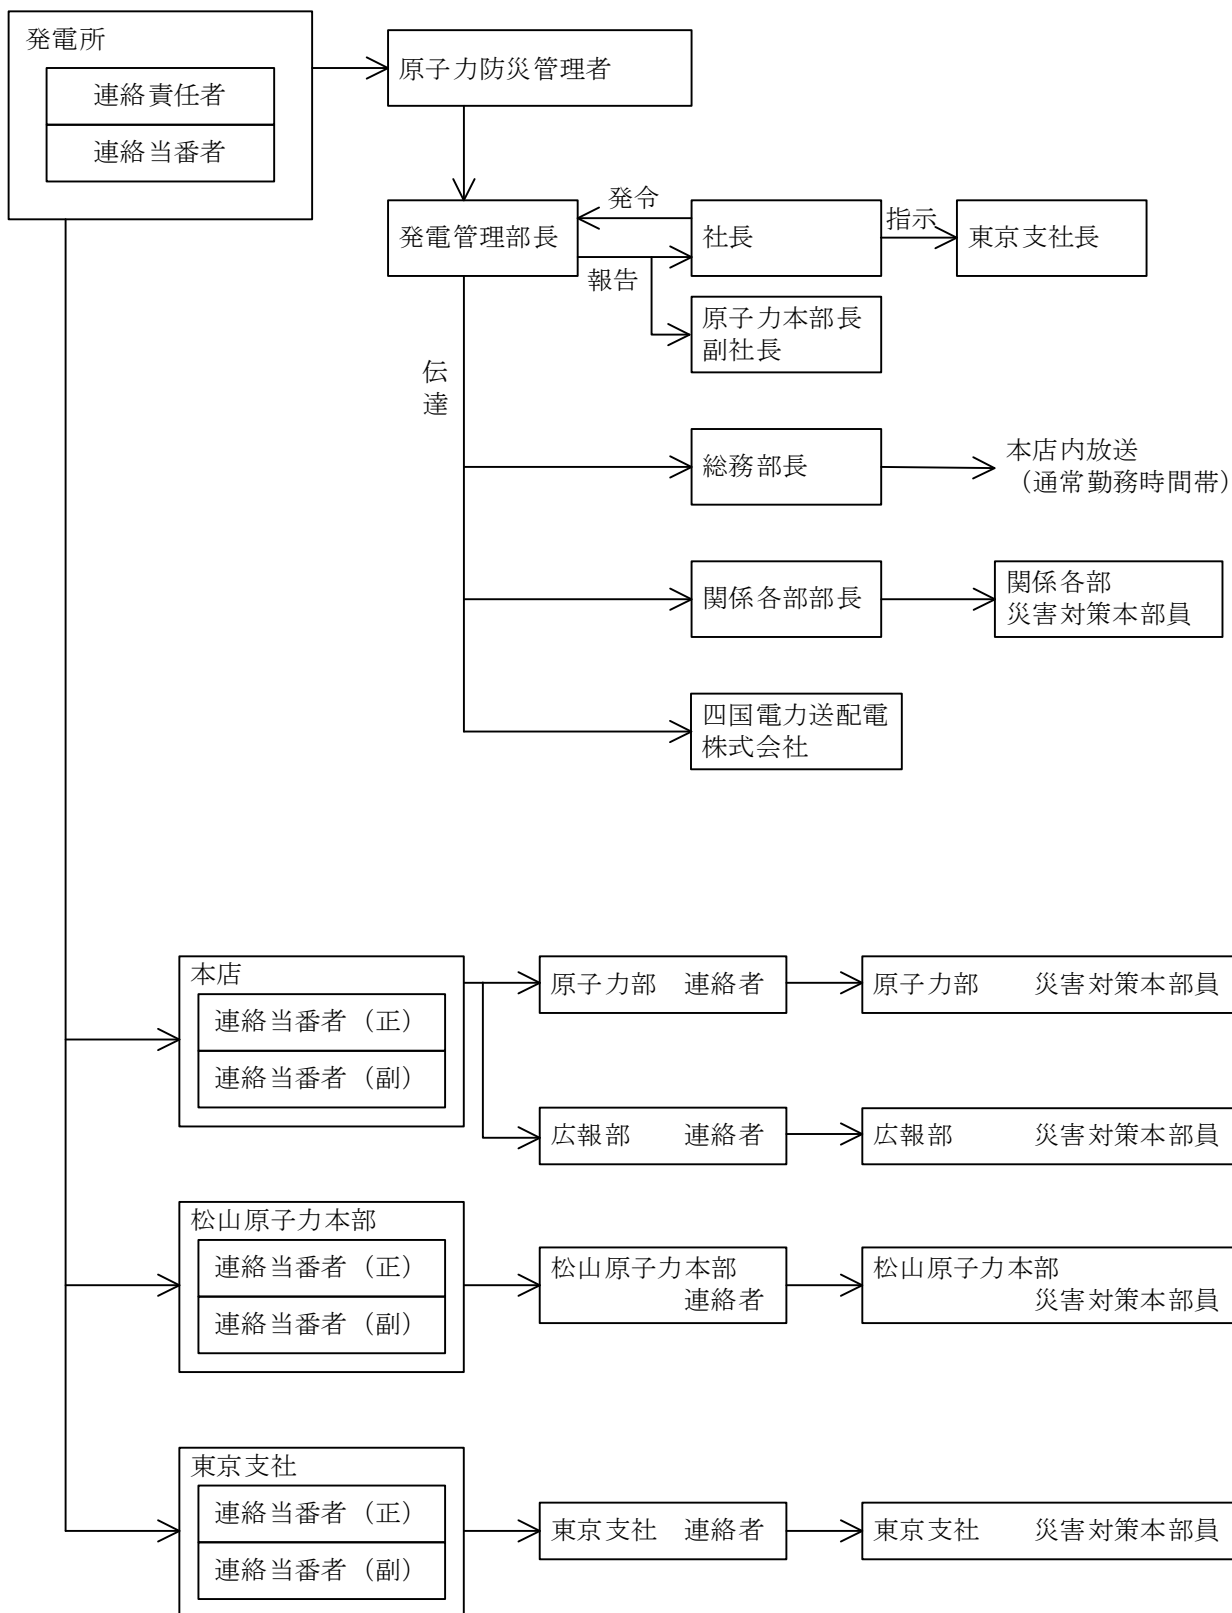 発電所
連絡責任者
連絡当番者
原子力防災管理者
発電管理部長
発令
報告
社長
指示
東京支社長
原子力本部長
副社長
伝達
総務部長
本店内放送
（通常勤務時間帯）
関係各部部長
関係各部
災害対策本部員
四国電力送配電
株式会社
本店
連絡当番者（正）
連絡当番者（副）
原子力部　連絡者
原子力部　　災害対策本部員
広報部　　連絡者
広報部　　　災害対策本部員
松山原子力本部
連絡当番者（正）
連絡当番者（副）
松山原子力本部
連絡者
松山原子力本部
災害対策本部員
東京支社
連絡当番者（正）
連絡当番者（副）
東京支社　連絡者
東京支社　　災害対策本部員